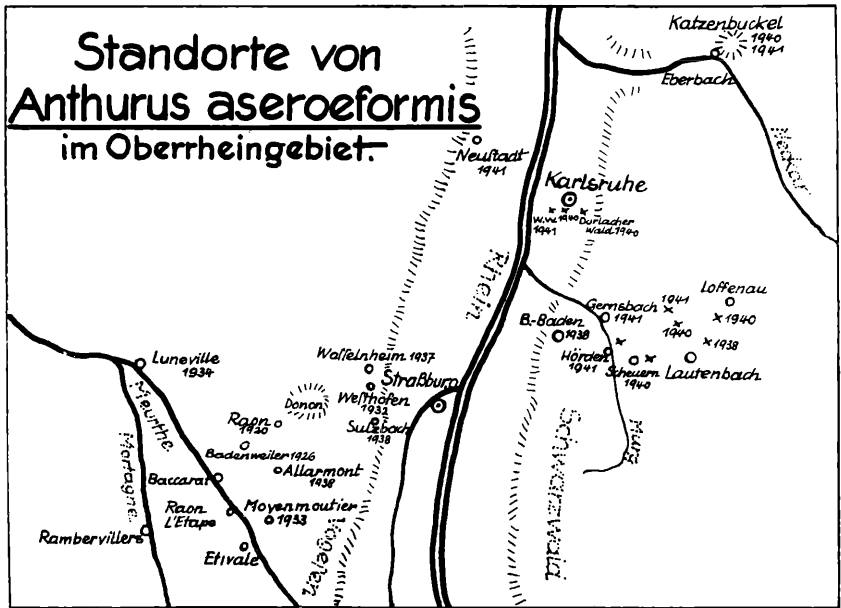 Standorte von
Anthurus aseroeformis
im Oberrheingebiet.
Katzenbuckel
1940
1941
Eberbach
Neckar
Neustadt
1941
Karlsruhe
W.W. 1940 Durlacher
1941 Wald 1940
Rhein
Loffenau
1941
Gernsbach
1941
1940
1940
B.-Baden
1938
1938
Hörden
1941
Scheuern
1940
Lautenbach
Murg
Schwarzwald
Luneville
1934
Wasselnheim 1937
Straßburg
Westhofen
1932
Sulzbach
1938
Donon
Meurthe
Mortagne
Raon
1920
Badenweiler 1926
Allarmont
1938
Baccarat
Raon
L'Etape
Moyenmoutier
1933
Rambervillers
Etivale
Vogesen